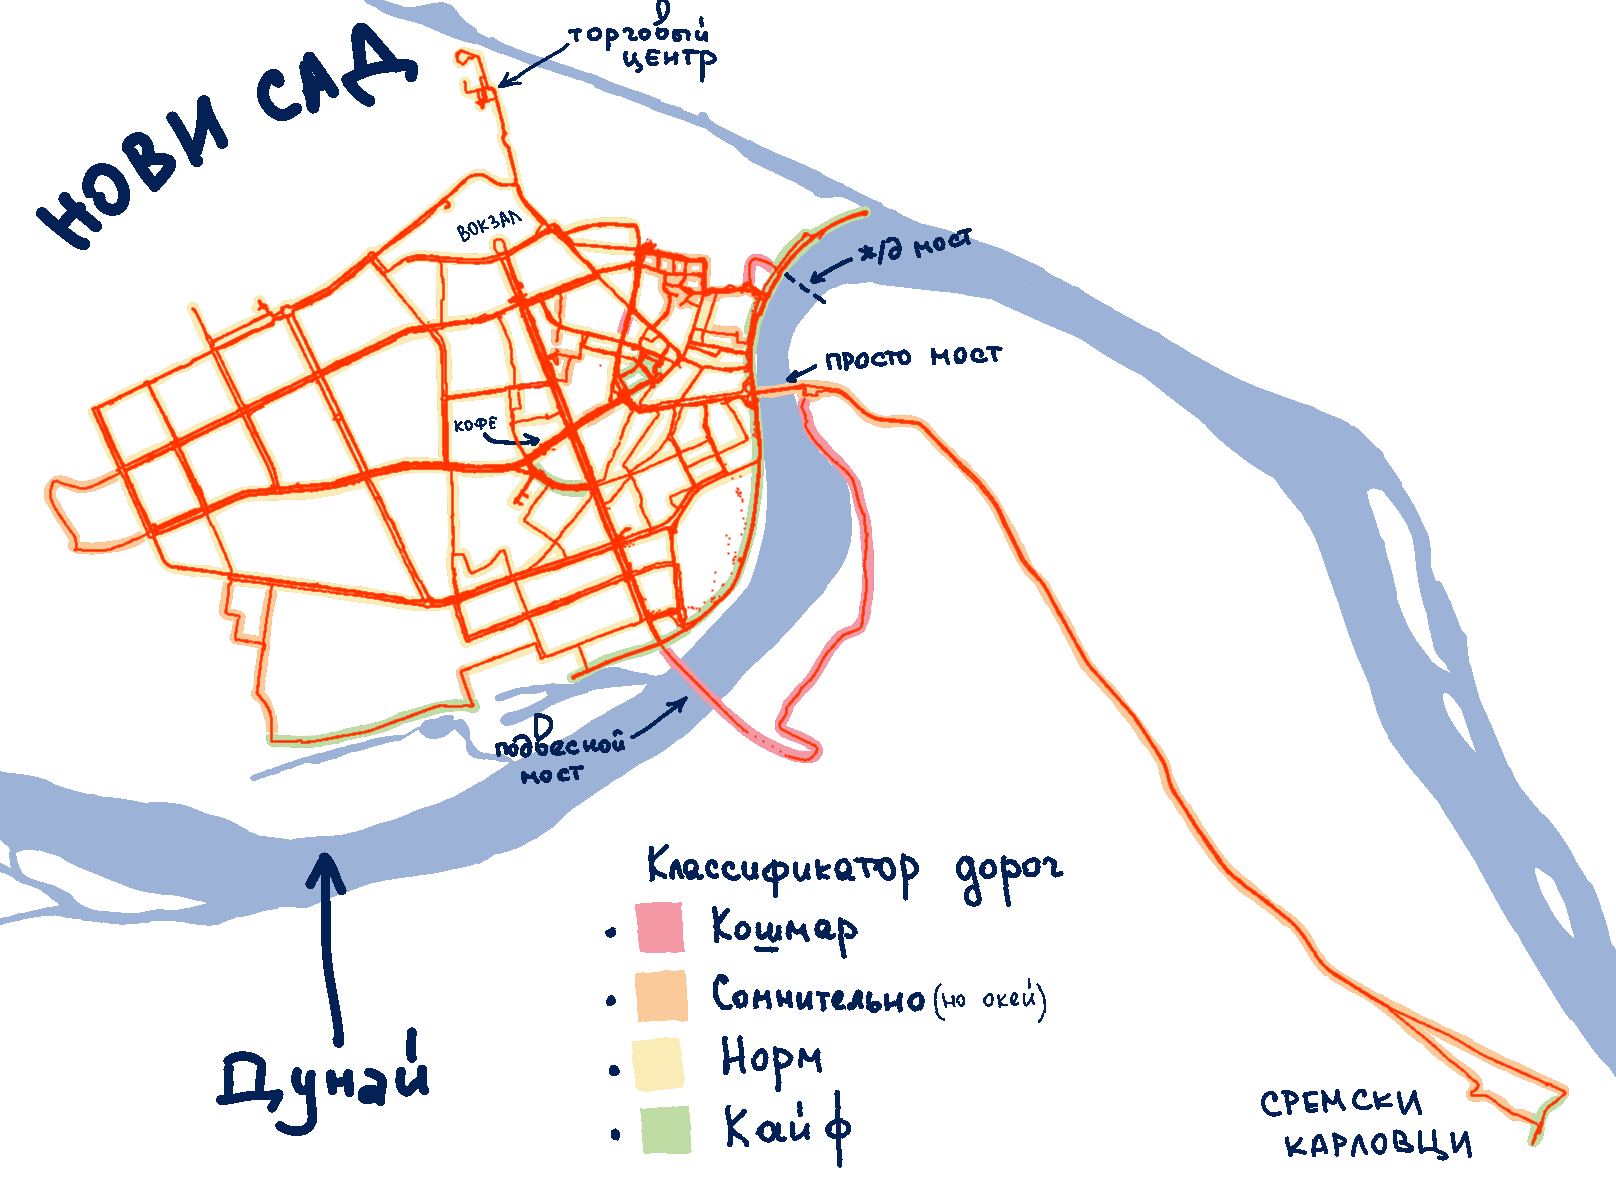 НОВИ САД
торговый
центр
ВОКЗАЛ
ж/д мост
просто мост
кофе
подвесной
мост
Дунай
Классификатор дорог
• Кошмар
• Сомнительно (но окей)
• Норм
• Кайф
СРЕМСКИ
КАРЛОВЦИ